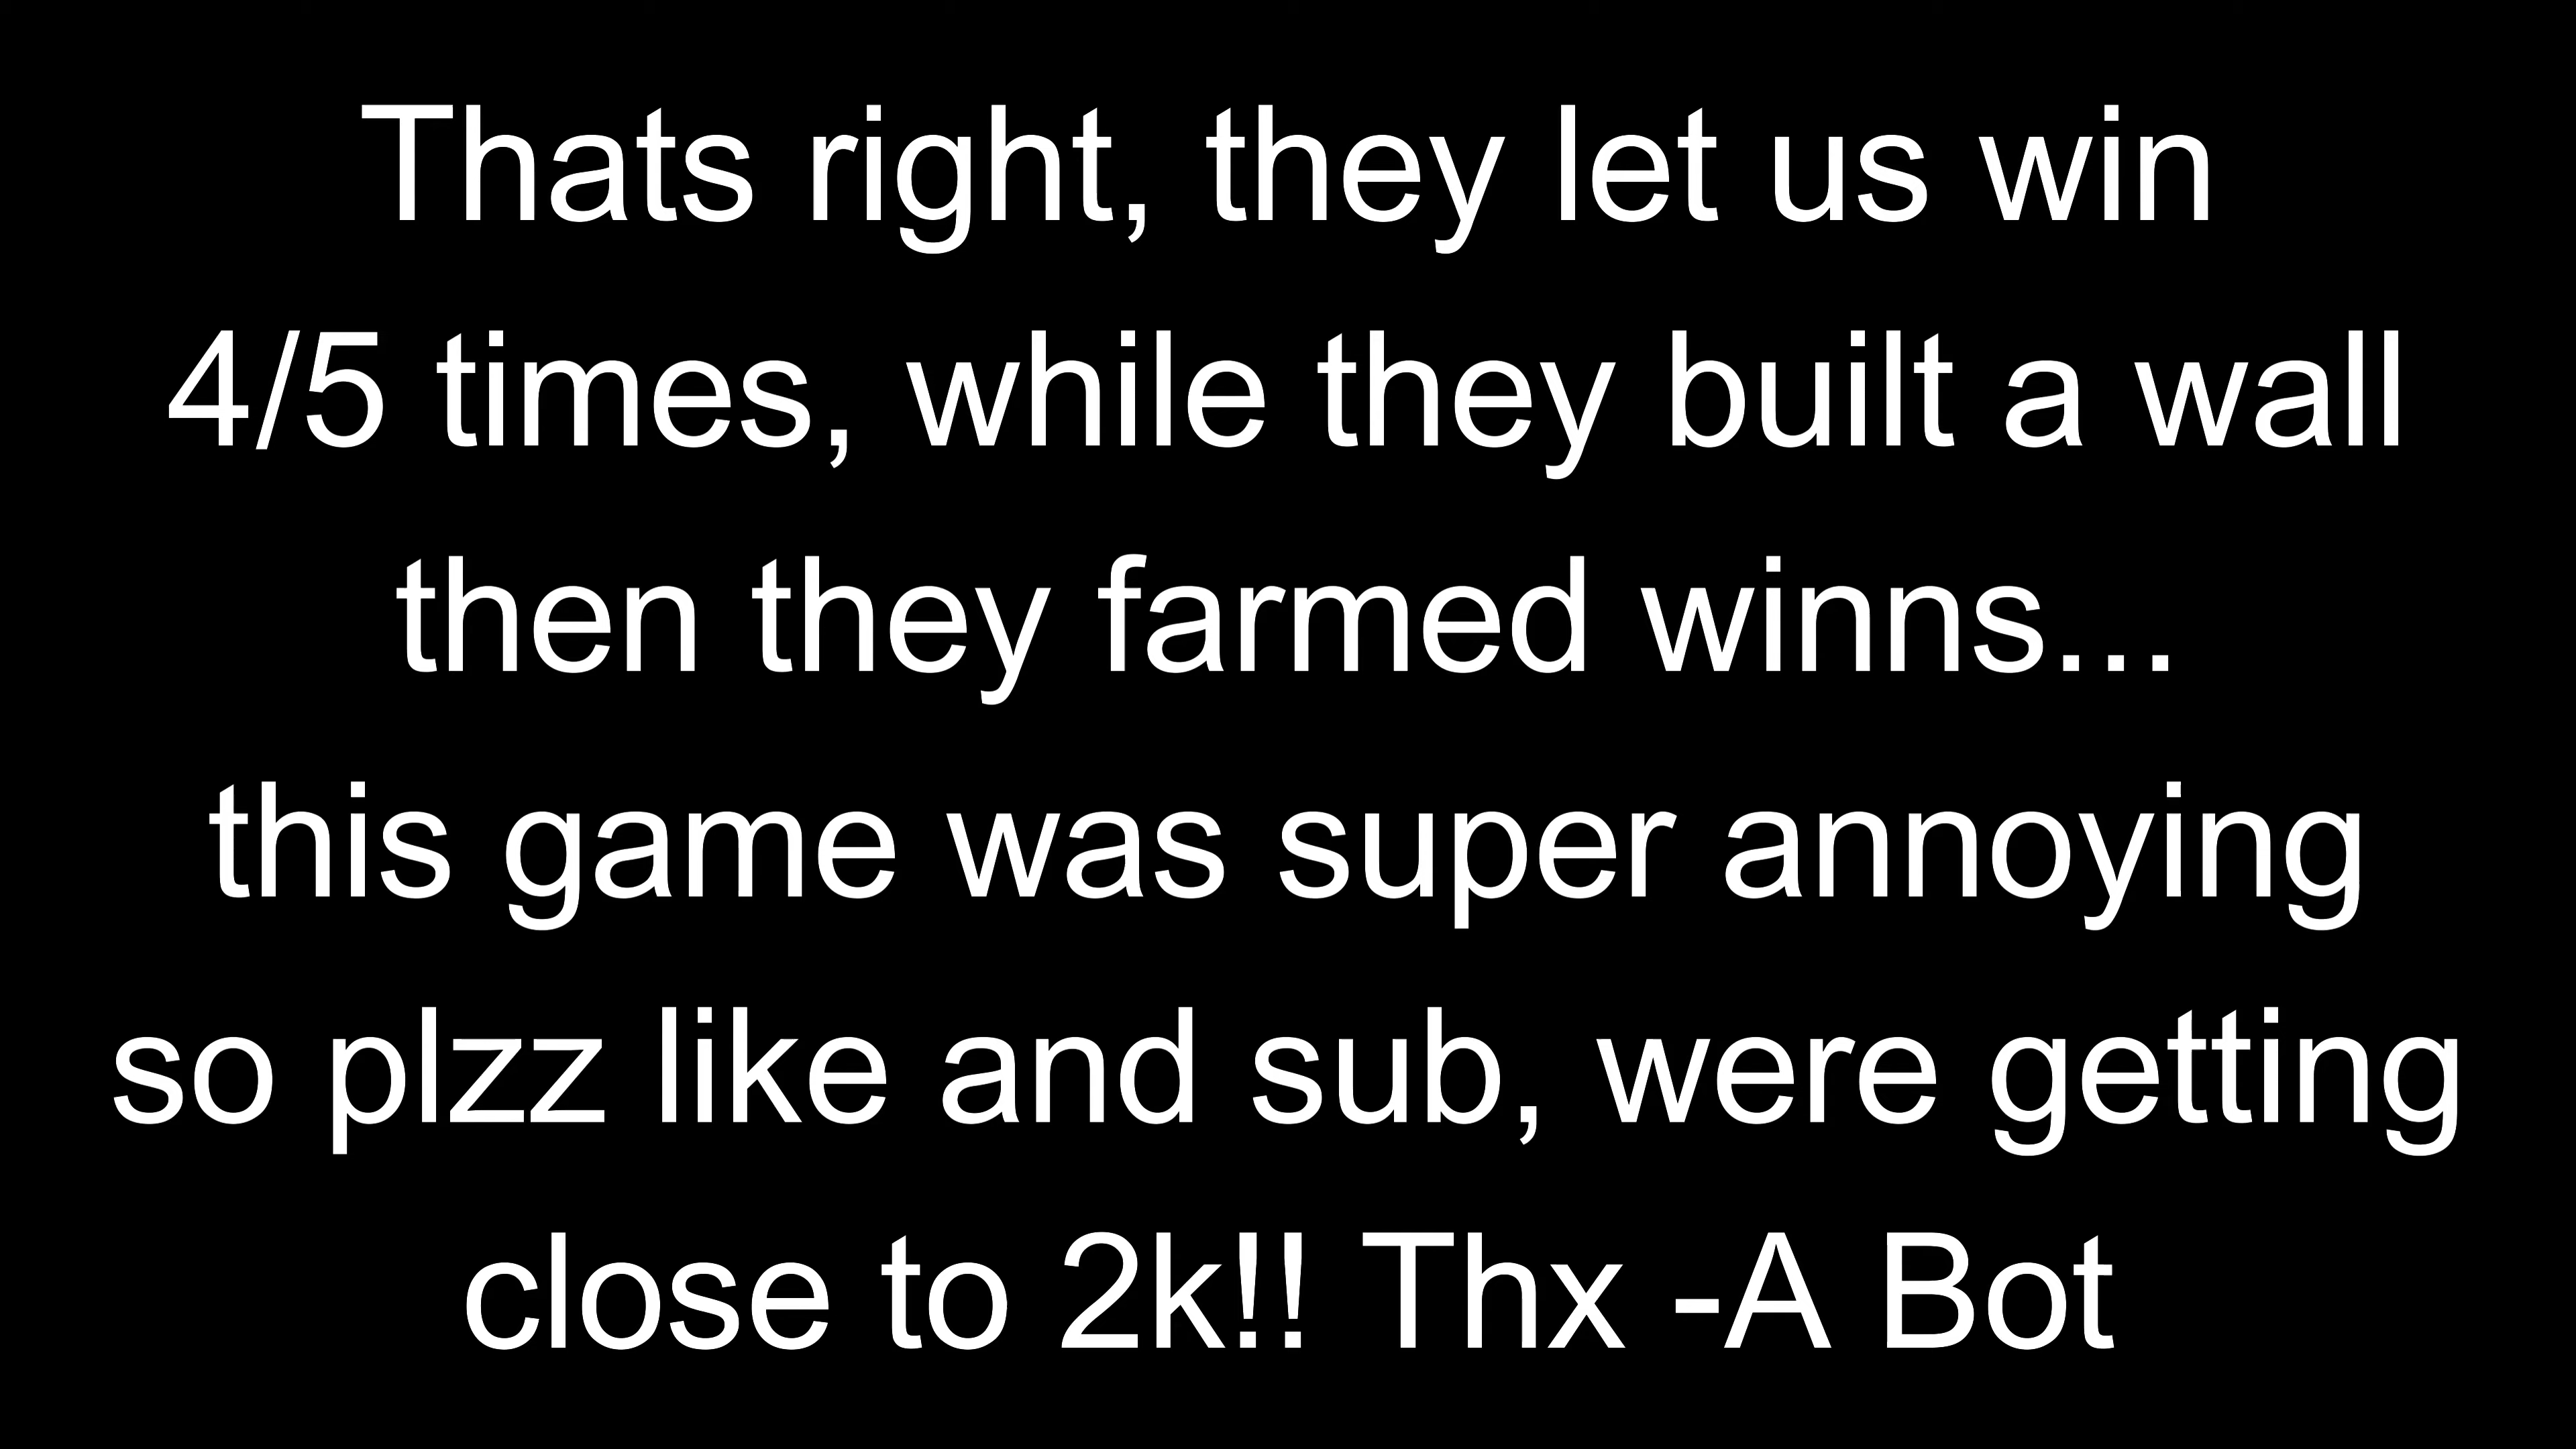 Thats right, they let us win
4/5 times, while they built a wall
then they farmed winns...
this game was super annoying
so plzz like and sub, were getting
close to 2k!! Thx -A Bot